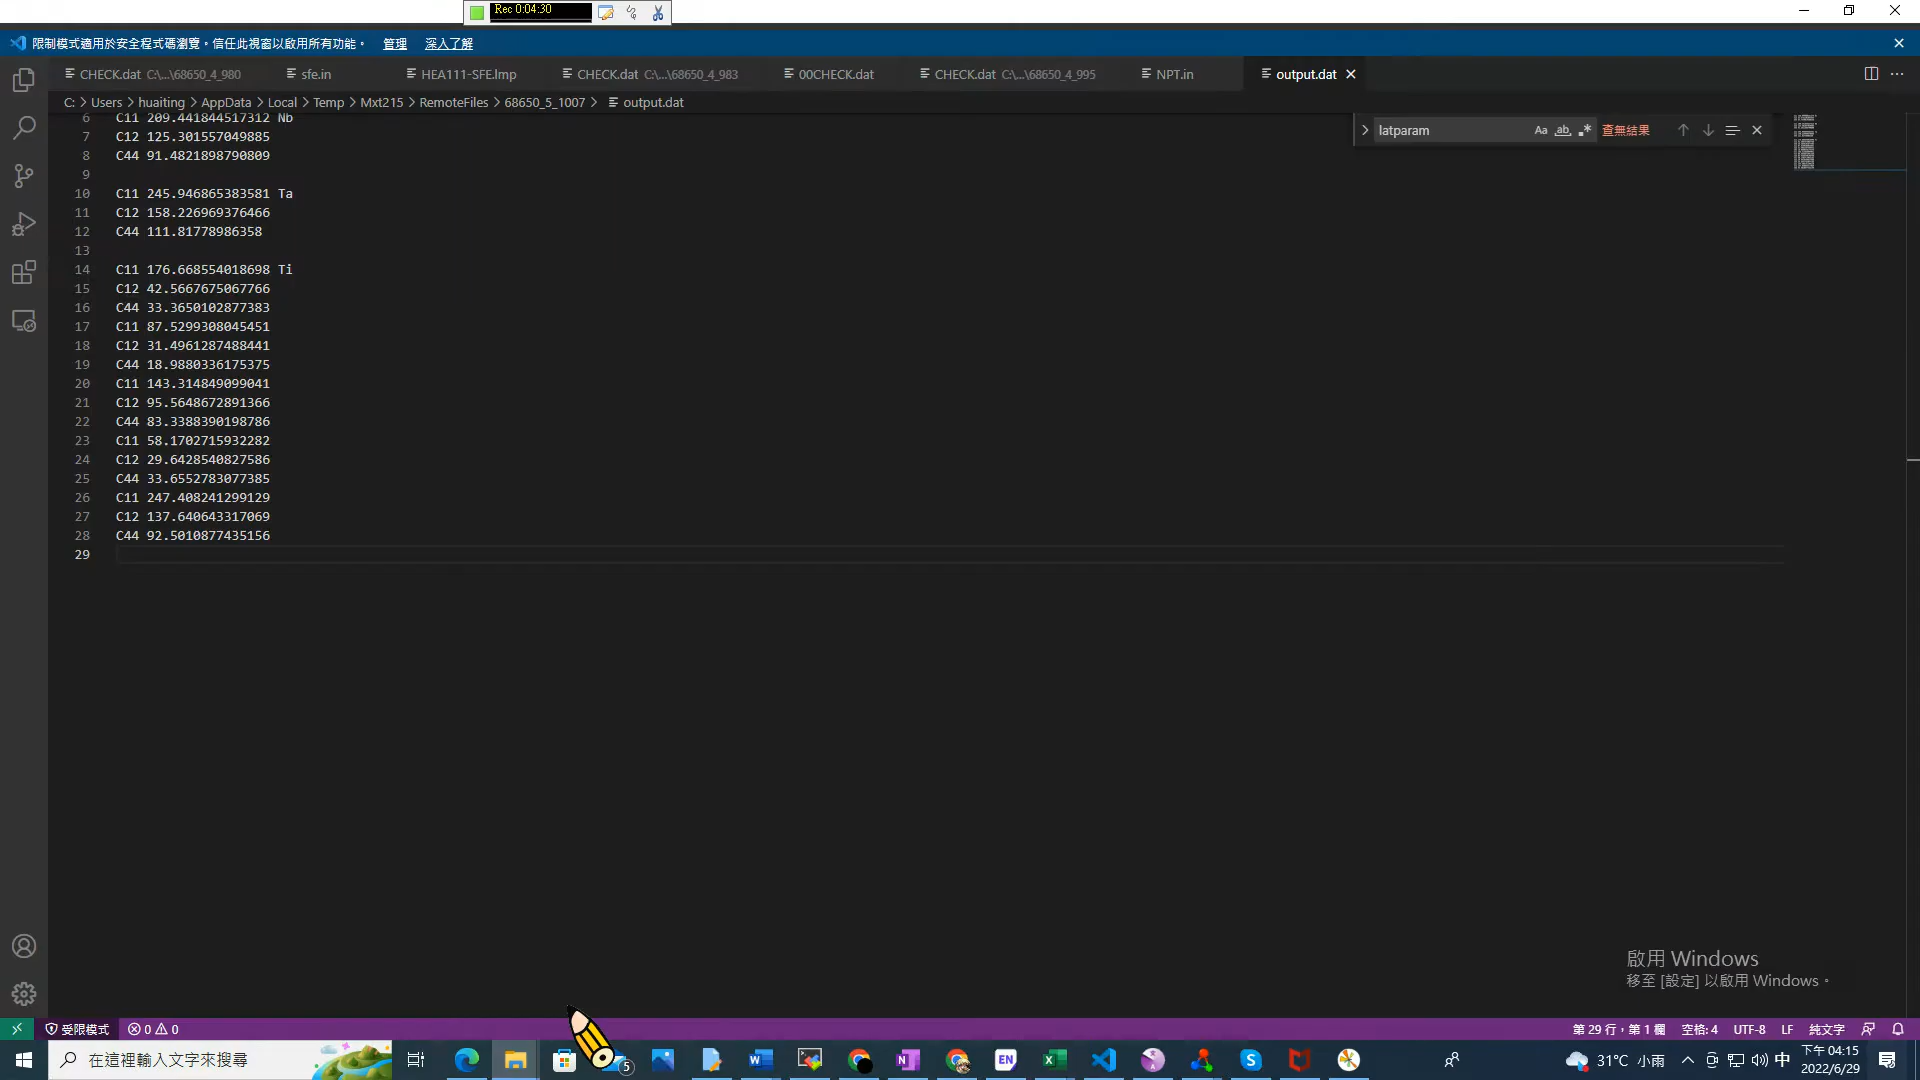 Rec 0:04:30
限制模式適用於安全程式碼瀏覽。信任此視窗以啟用所有功能。 管理 深入了解
CHECK.dat C:\...\68650_4_980 sfe.in HEA111-SFE.lmp CHECK.dat C:\...\68650_4_983 00CHECK.dat CHECK.dat C:\...\68650_4_995 NPT.in output.dat
C: > Users > huaiting > AppData > Local > Temp > Mxt215 > RemoteFiles > 68650_5_1007 > output.dat
latparam Aa ab .* 查無結果
6 C11 209.441844517312 Nb
7 C12 125.301557049885
8 C44 91.4821898790809
9
10 C11 245.946865383581 Ta
11 C12 158.226969376466
12 C44 111.81778986358
13
14 C11 176.668554018698 Ti
15 C12 42.5667675067766
16 C44 33.3650102877383
17 C11 87.5299308045451
18 C12 31.4961287488441
19 C44 18.9880336175375
20 C11 143.314849099041
21 C12 95.5648672891366
22 C44 83.3388390198786
23 C11 58.1702715932282
24 C12 29.6428540827586
25 C44 33.6552783077385
26 C11 247.408241299129
27 C12 137.640643317069
28 C44 92.5010877435156
29
啟用 Windows
移至 [設定] 以啟用 Windows。
受限模式 0 0 第 29 行，第 1 欄 空格: 4 UTF-8 LF 純文字
在這裡輸入文字來搜尋 5 EN 31°C 小雨 中 下午 04:15
2022/6/29